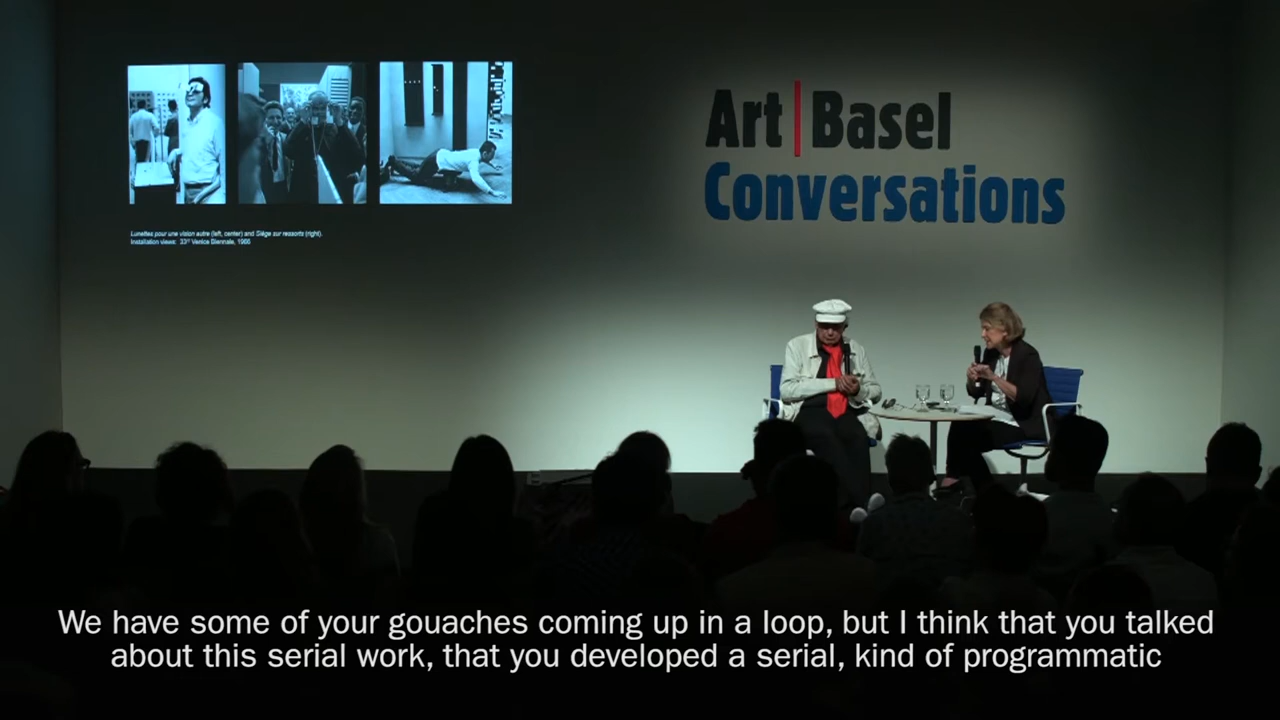 Art | Basel
Conversations
Lunettes pour une vision autre (left, center) and Siège sur ressorts (right).
Installation views: 33rd Venice Biennale, 1966
We have some of your gouaches coming up in a loop, but I think that you talked
about this serial work, that you developed a serial, kind of programmatic